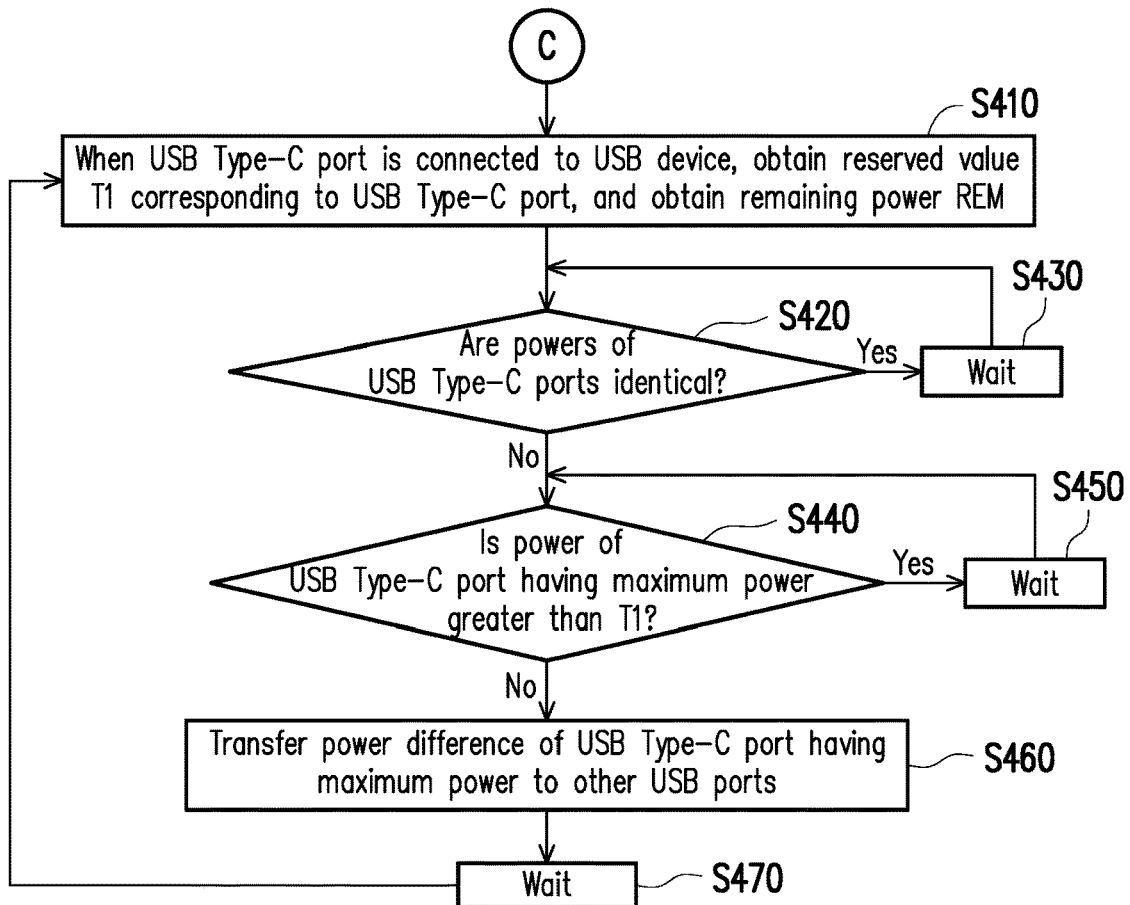 C
S410
When USB Type-C port is connected to USB device, obtain reserved value
T1 corresponding to USB Type-C port, and obtain remaining power REM
S430
S420
Are powers of
USB Type-C ports identical?
Yes
Wait
No
S450
S440
Is power of
USB Type-C port having maximum power
greater than T1?
Yes
Wait
No
Transfer power difference of USB Type-C port having
maximum power to other USB ports
S460
Wait
S470